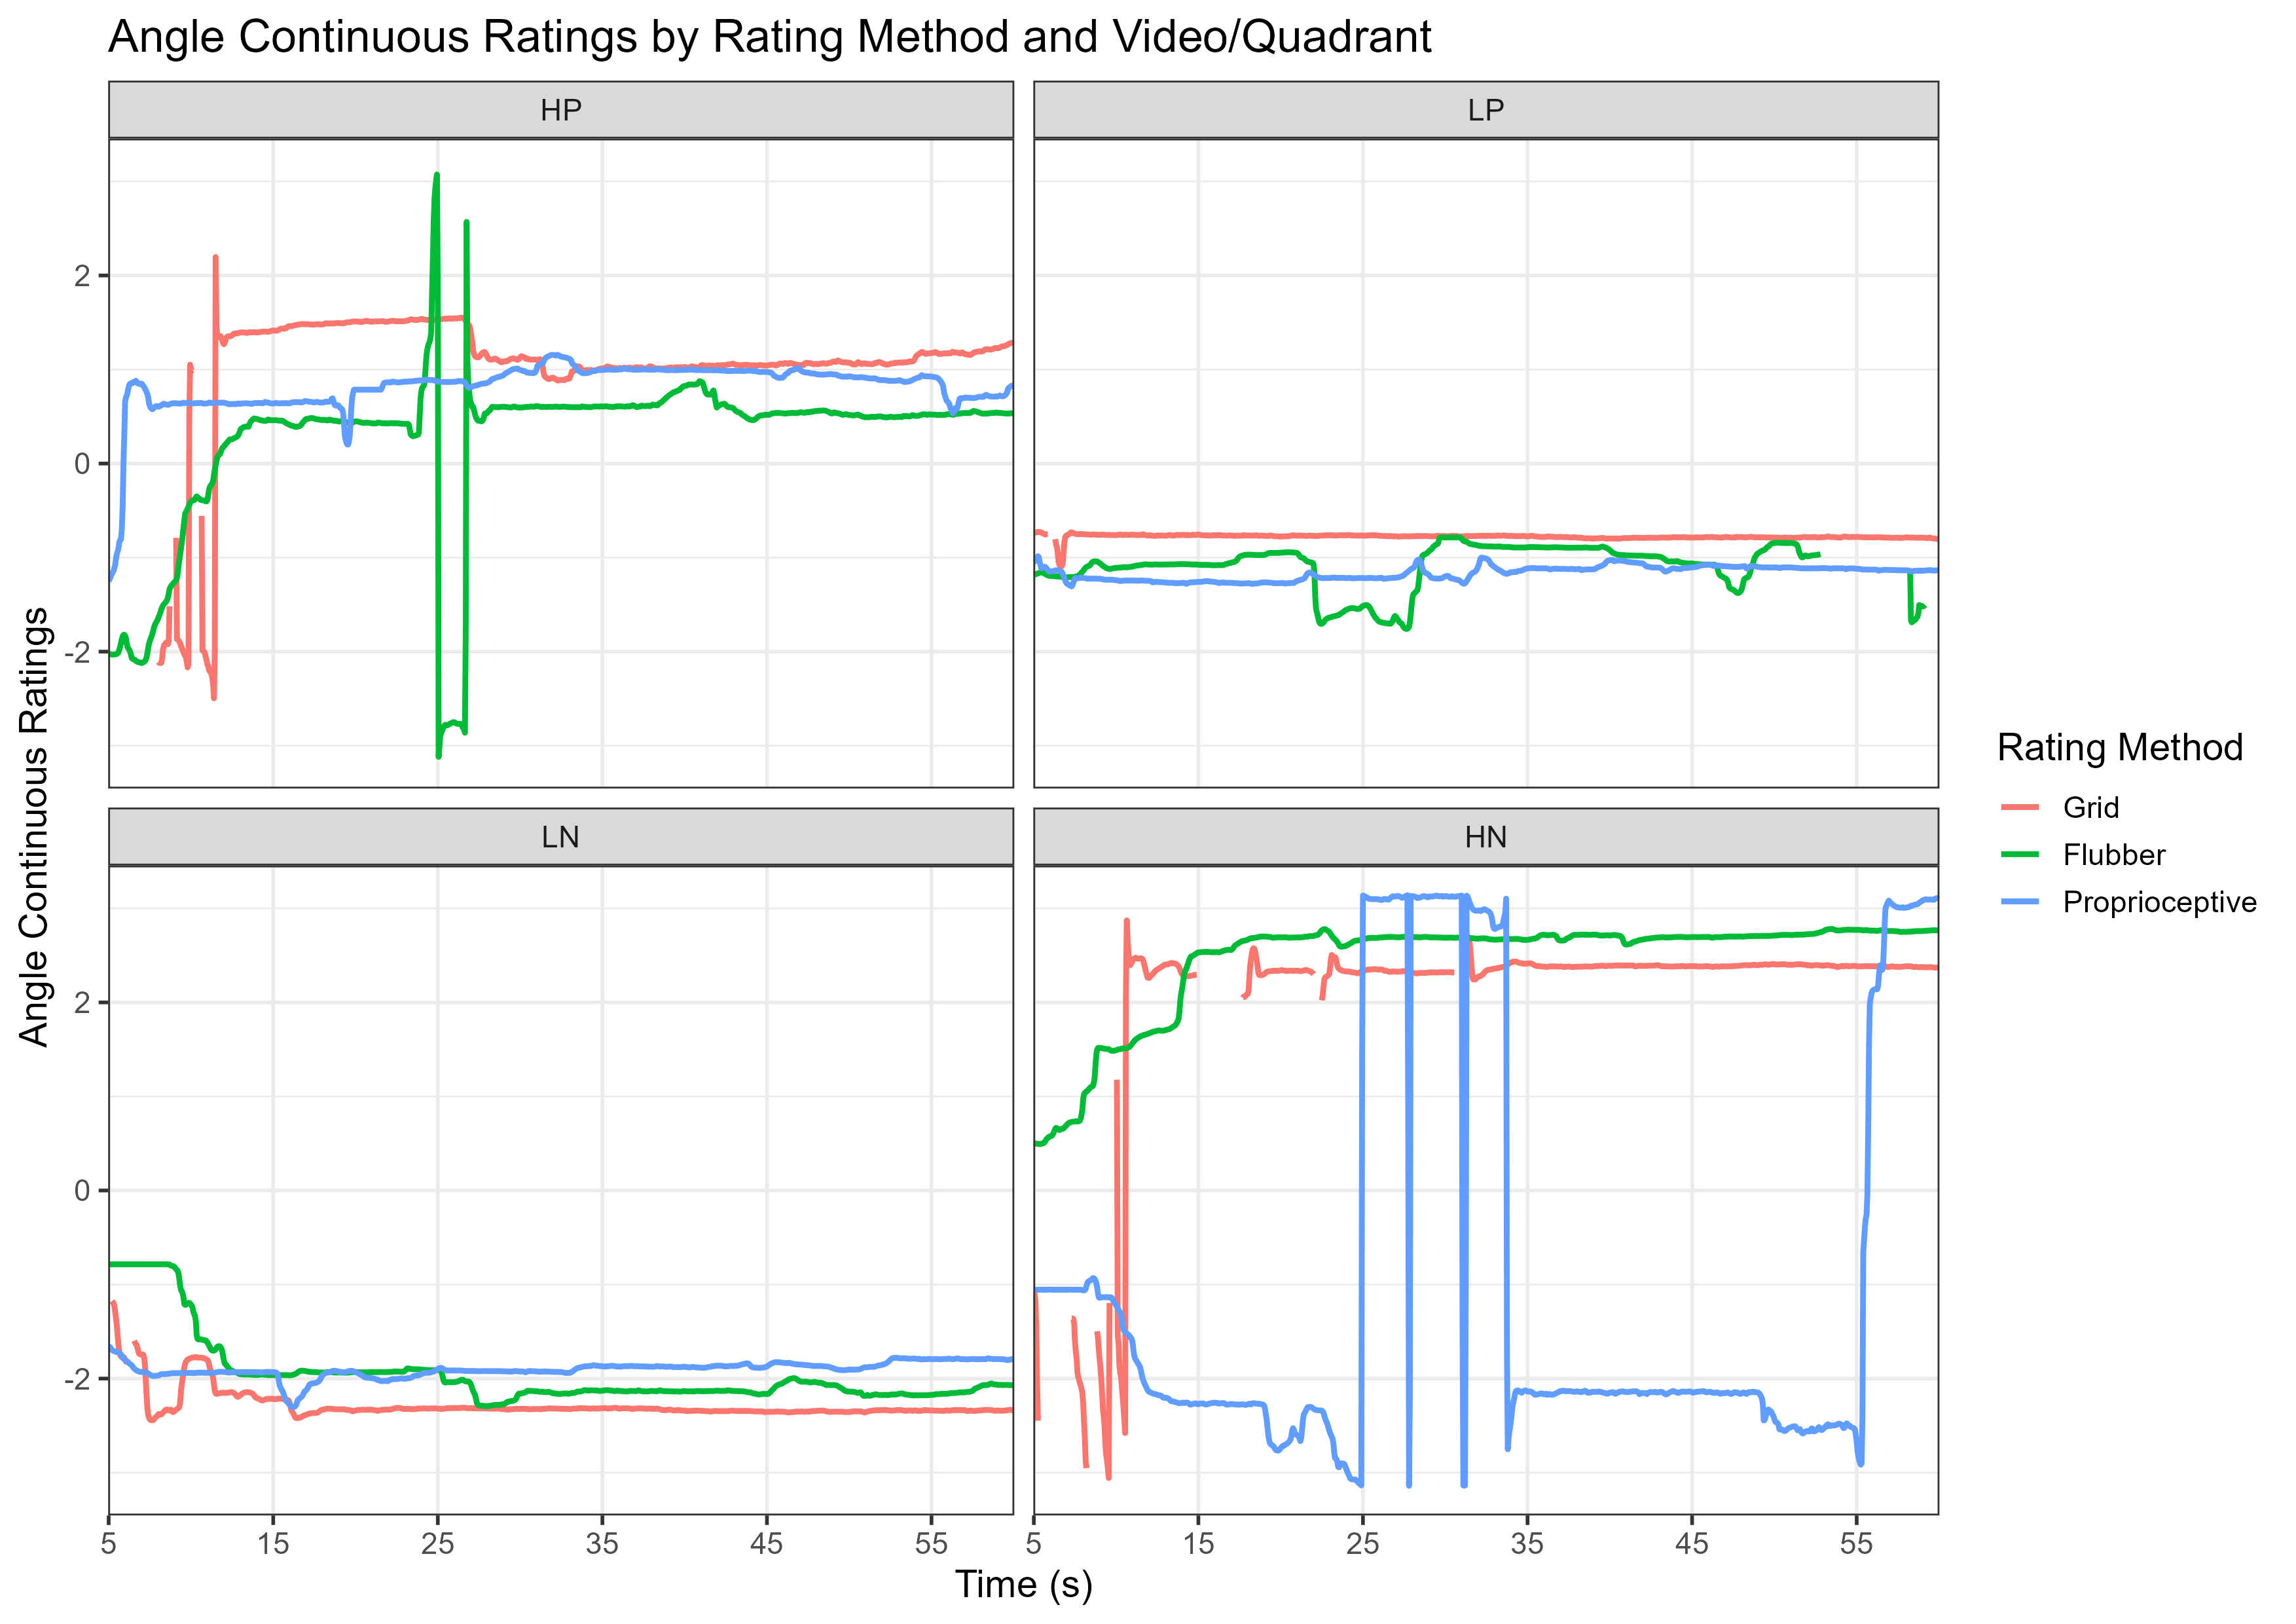 Angle Continuous Ratings by Rating Method and Video/Quadrant
HP
LP
2
0
-2
LN
HN
2
0
-2
5 15 25 35 45 55
5 15 25 35 45 55
Time (s)
Angle Continuous Ratings
Rating Method
Grid
Flubber
Proprioceptive